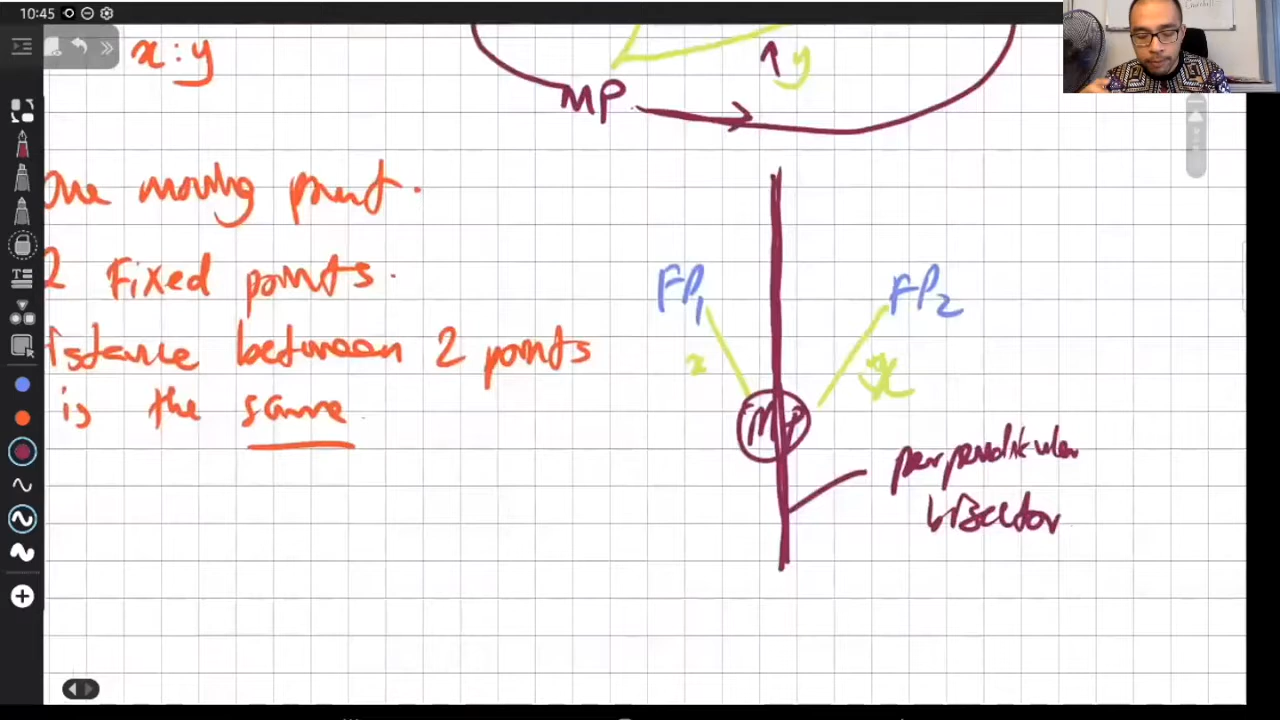 10:45
x : y
y
MP
One moving point.
2 Fixed points.
istance between 2 points
is the same
FP1
FP2
x
x
MP
perpendicular
bisector